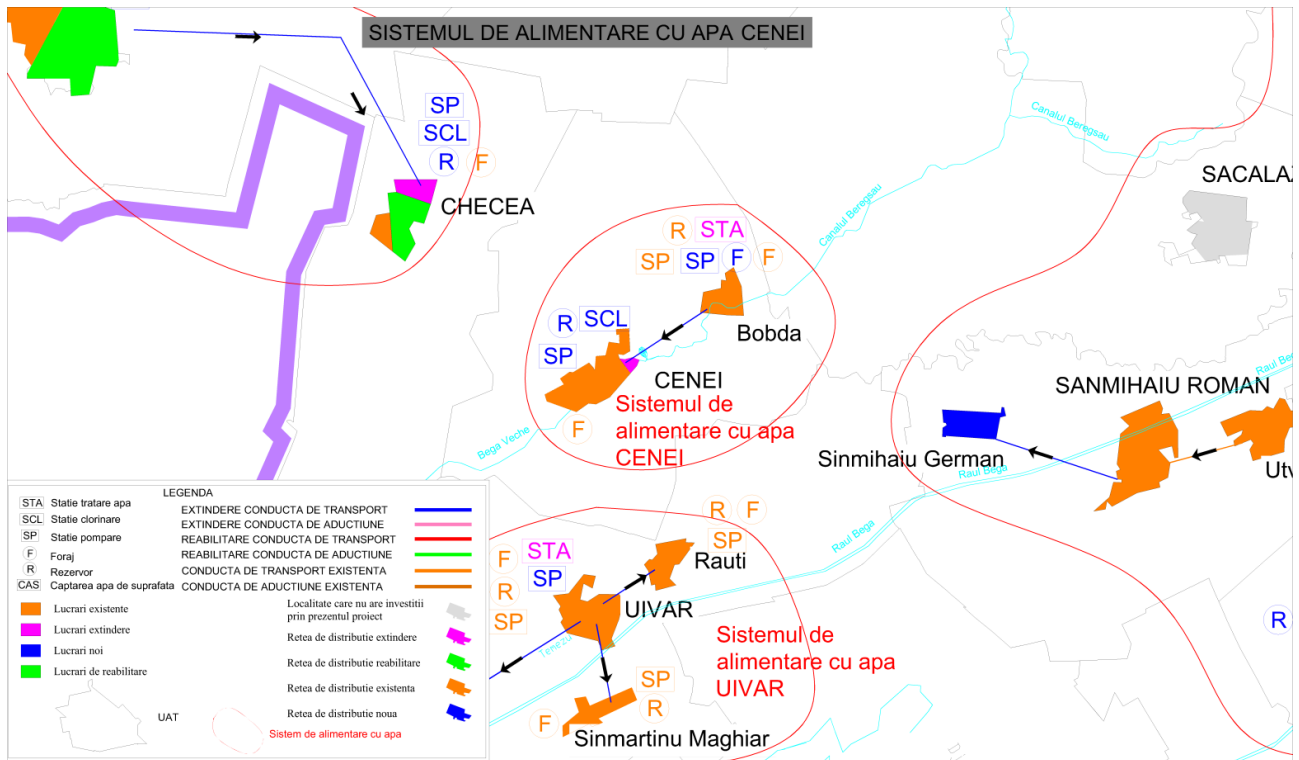 SISTEMUL DE ALIMENTARE CU APA CENEI
SP
SCL
R F
CHECEA
Canalul Beregsau
SACALAZ
Canalul Beregsau
R STA
SP SP F F
Bobda
R SCL
SP
CENEI
Sistemul de
alimentare cu apa
CENEI
F
Bega Veche
SANMIHAIU ROMAN
Raul Beg
Sinmihaiu German
Raul Bega
Utv
R F
SP
Rauti
F STA
SP
R
SP
UIVAR
Raul Bega
Sistemul de
alimentare cu apa
UIVAR
R
SP
R
F
Sinmartinu Maghiar
LEGENDA
STA Statie tratare apa
SCL Statie clorinare
SP Statie pompare
F Foraj
R Rezervor
CAS Captarea apa de suprafata
EXTINDERE CONDUCTA DE TRANSPORT
EXTINDERE CONDUCTA DE ADUCTIUNE
REABILITARE CONDUCTA DE TRANSPORT
REABILITARE CONDUCTA DE ADUCTIUNE
CONDUCTA DE TRANSPORT EXISTENTA
CONDUCTA DE ADUCTIUNE EXISTENTA
Lucrari existente
Lucrari extindere
Lucrari noi
Lucrari de reabilitare
Localitate care nu are investitii
prin prezentul proiect
Retea de distributie extindere
Retea de distributie reabilitare
Retea de distributie existenta
Retea de distributie noua
UAT
Sistem de alimentare cu apa